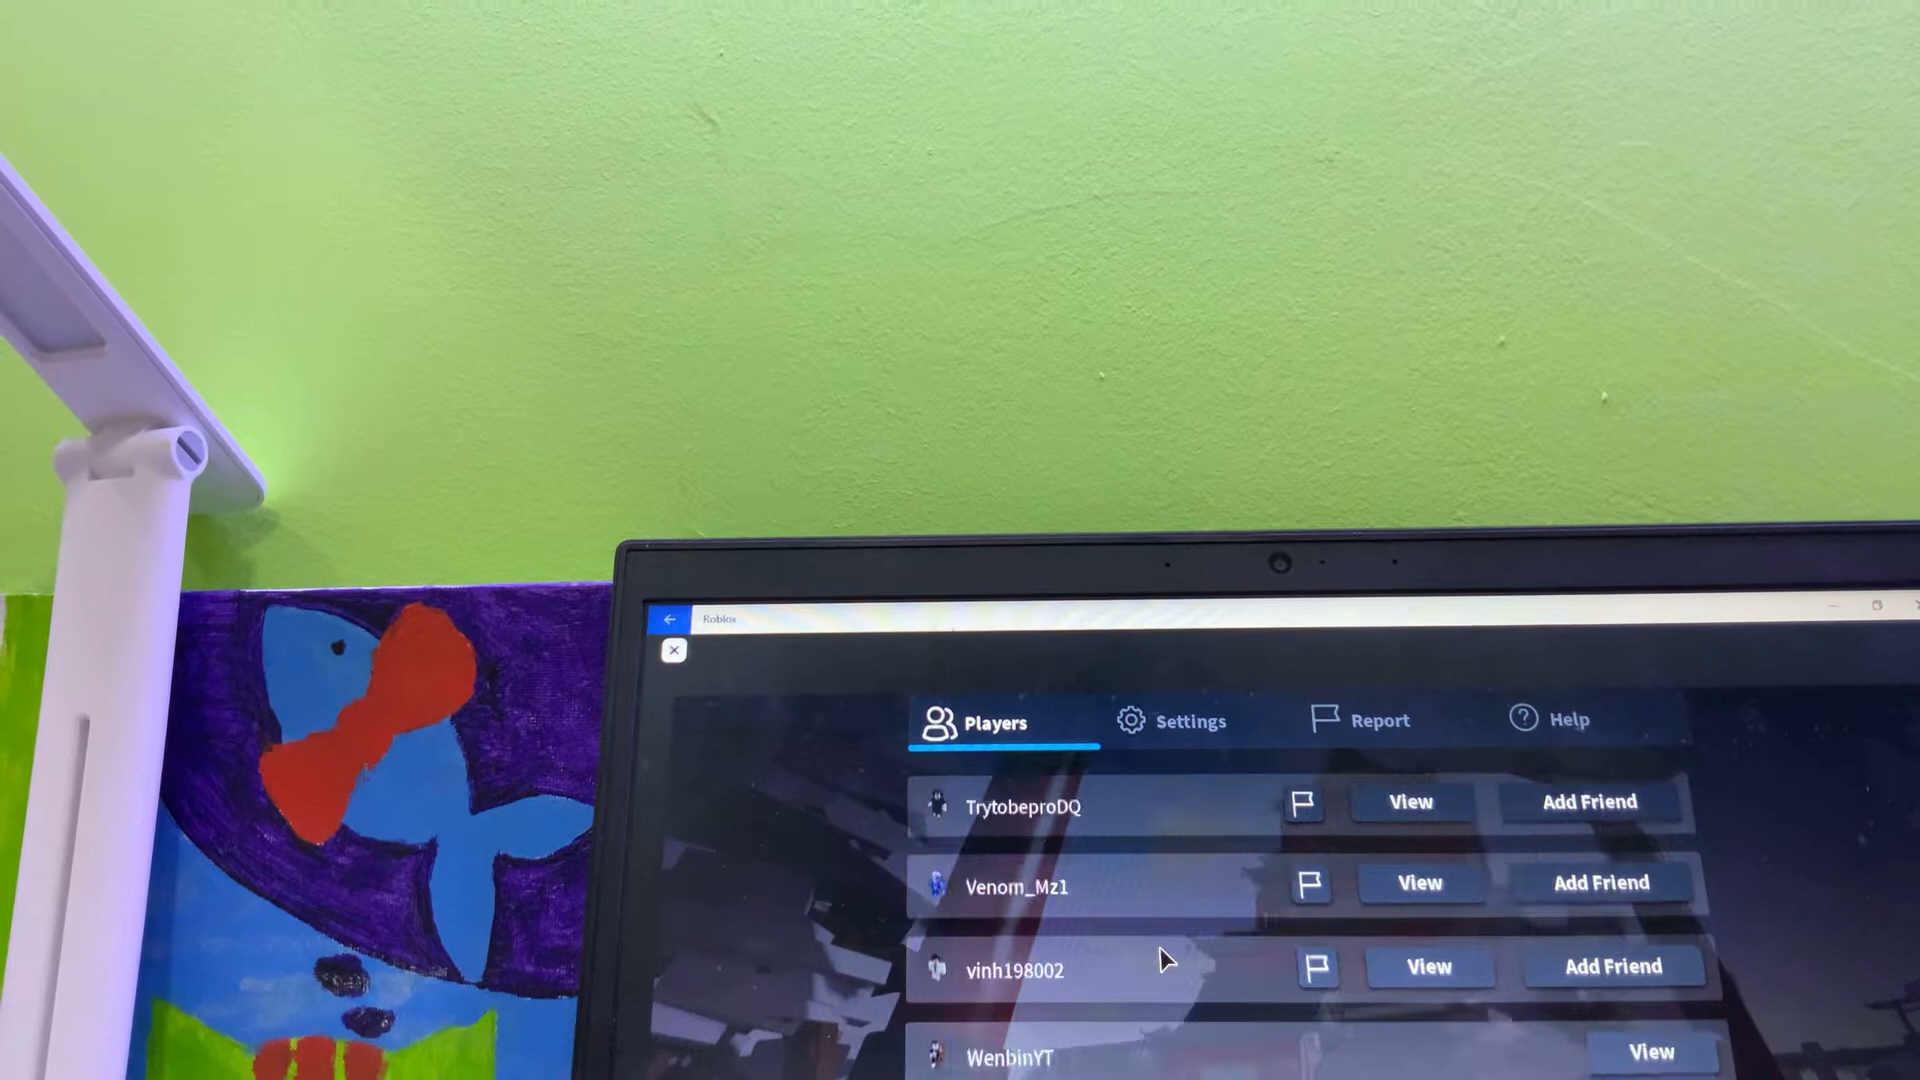 Roblox
Players Settings Report Help
TrytobeproDQ View Add Friend
Venom_Mz1 View Add Friend
vinh198002 View Add Friend
WenbinYT View